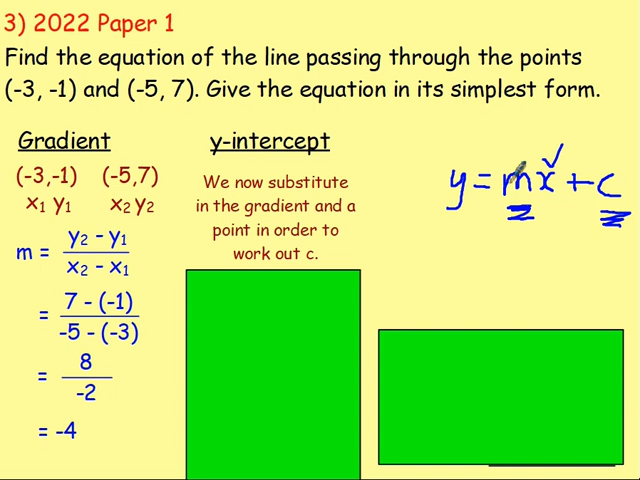 3) 2022 Paper 1
Find the equation of the line passing through the points
(-3, -1) and (-5, 7). Give the equation in its simplest form.
Gradient
(-3,-1) (-5,7)
x₁ y₁ x₂ y₂
m = y₂ - y₁
x₂ - x₁
= 7 - (-1)
-5 - (-3)
= 8
-2
= -4
y-intercept
We now substitute
in the gradient and a
point in order to
work out c.
y = mx + c